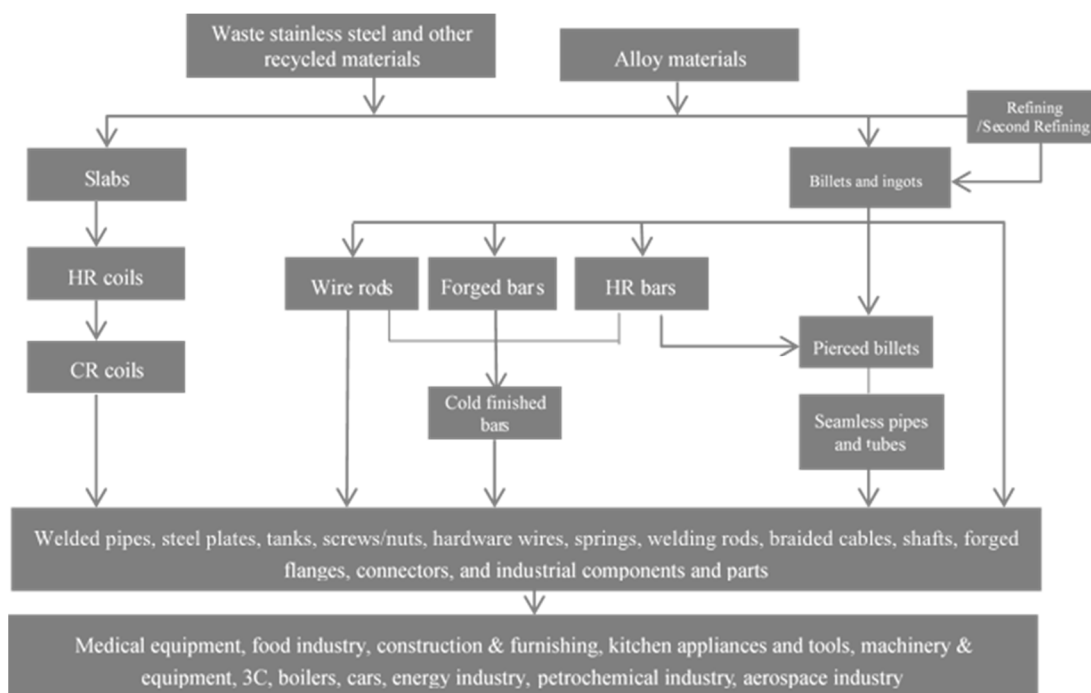 Waste stainless steel and other
recycled materials
Alloy materials
Refining
/Second Refining
Slabs
Billets and ingots
HR coils
Wire rods
Forged bars
HR bars
Pierced billets
CR coils
Cold finished
bars
Seamless pipes
and tubes
Welded pipes, steel plates, tanks, screws/nuts, hardware wires, springs, welding rods, braided cables, shafts, forged
flanges, connectors, and industrial components and parts
Medical equipment, food industry, construction & furnishing, kitchen appliances and tools, machinery &
equipment, 3C, boilers, cars, energy industry, petrochemical industry, aerospace industry